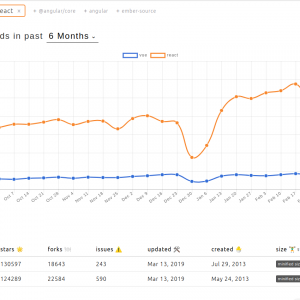 react ×
+ @angular/core + angular + ember-source
ds in past 6 Months
vue react
Oct 7 Oct 14 Oct 21 Oct 28 Nov 4 Nov 11 Nov 18 Nov 25 Dec 2 Dec 9 Dec 16 Dec 23 Dec 30 Jan 6 Jan 13 Jan 20 Jan 27 Feb 3 Feb 10 Feb 17
stars forks issues updated created size
130597 18643 243 Mar 13, 2019 Jul 29, 2013
124289 22584 590 Mar 13, 2019 May 24, 2013